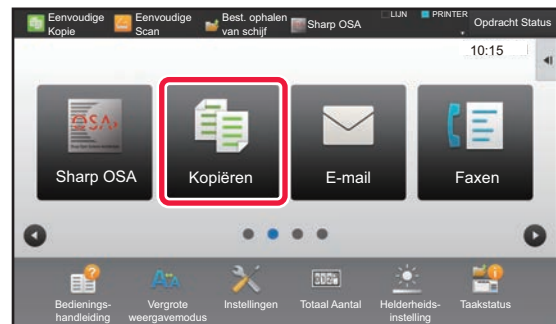 Eenvoudige
Kopie
Eenvoudige
Scan
Best. ophalen
van schijf
Sharp OSA
LIJN
PRINTER
Opdracht Status
10:15
Sharp OSA
Kopiëren
E-mail
Faxen
Bedienings-
handleiding
Vergrote
weergavemodus
Instellingen
Totaal Aantal
Helderheids-
instelling
Taakstatus